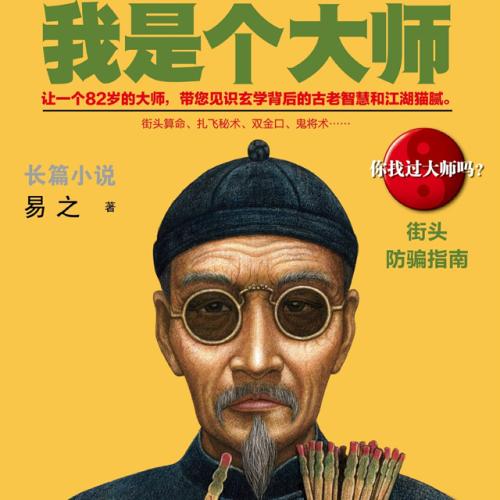 我是个大师
让一个82岁的大师，带您见识玄学背后的古老智慧和江湖猫腻。
街头算命、扎飞秘术、双金口、鬼将术……
长篇小说
易之 著
你找过大师吗?
街头
防骗指南